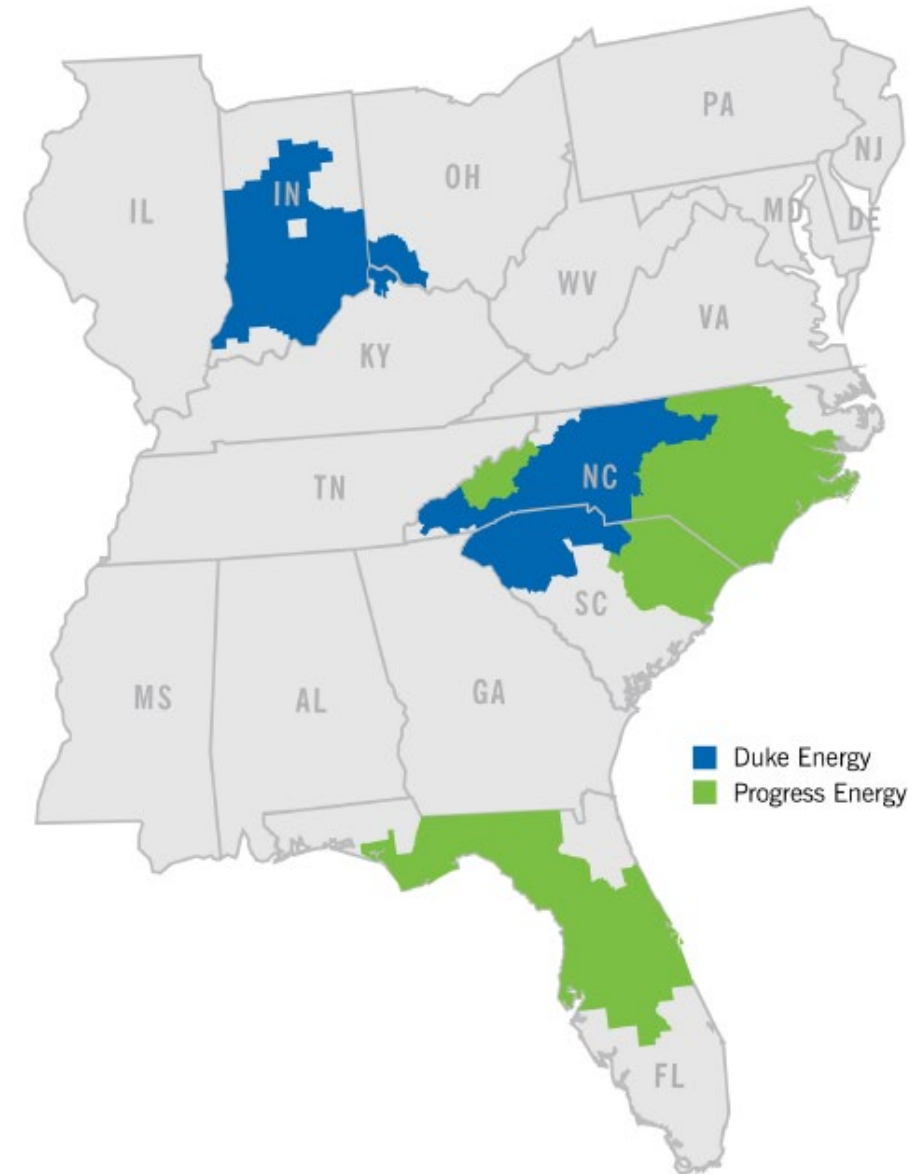 PA
NJ
OH
IN
IL
MD
DE
WV
VA
KY
NC
TN
SC
MS
AL
GA
Duke Energy
Progress Energy
FL